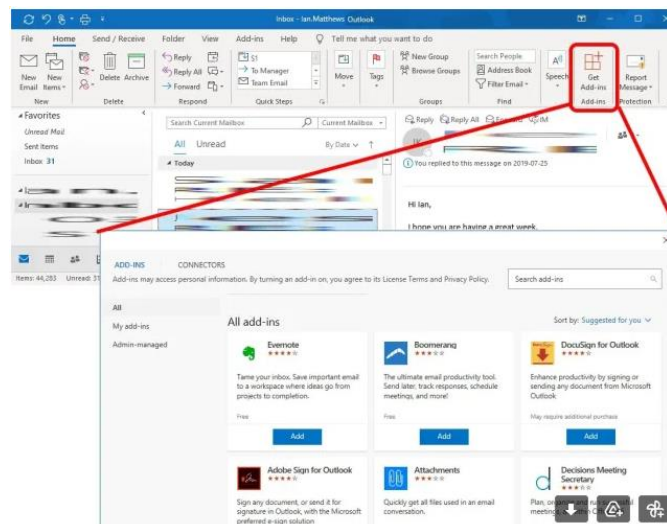 Inbox - Ian.Matthews Outlook
File Home Send / Receive Folder View Add-ins Help Tell me what you want to do
New Email
New Items
Delete Archive
Reply
Reply All
Forward
To Manager
Team Email
Move
Tags
New Group
Browse Groups
Search People
Address Book
Filter Email
Speech
Get Add-ins
Report Message
New Delete Respond Quick Steps Groups Find Add-ins Protection
Favorites
Unread Mail
Sent Items
Inbox 31
Search Current Mailbox Current Mailbox
All Unread By Date
Today
Reply Reply All IM
You replied to this message on 2019-07-25
Hi Ian,
I hope you are having a great week.
Items: 44,283 Unread: 31
ADD-INS CONNECTORS
Add-ins may access personal information. By turning an add-in on, you agree to its License Terms and Privacy Policy.
Search add-ins
All
My add-ins
Admin-managed
All add-ins
Sort by: Suggested for you
Evernote
Tame your inbox. Save important email
to a workspace where ideas go from
projects to completion.
Free
Add
Boomerang
The ultimate email productivity tool.
Send later, track responses, schedule
meetings, and more!
Free
Add
DocuSign for Outlook
Enhance productivity by signing or
sending any document from Microsoft
Outlook
May require additional purchase
Add
Adobe Sign for Outlook
Sign any document, or send it for
signature in Outlook, with the Microsoft
preferred e-sign solution
Attachments
Quickly get all files used in an email
conversation.
Decisions Meeting
Secretary